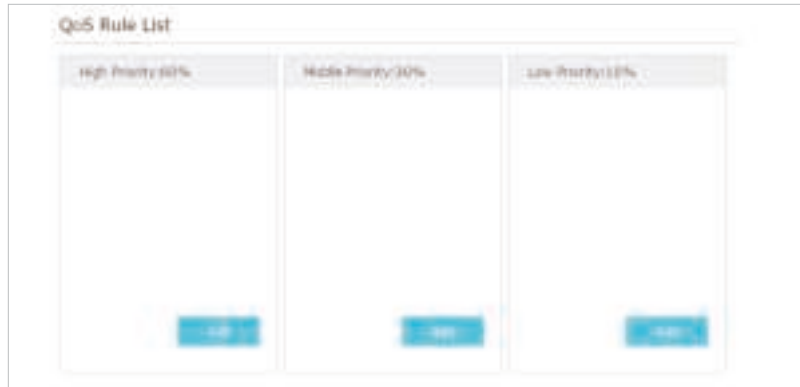 QoS Rule List
High Priority:60%
Middle Priority:30%
Low Priority:10%